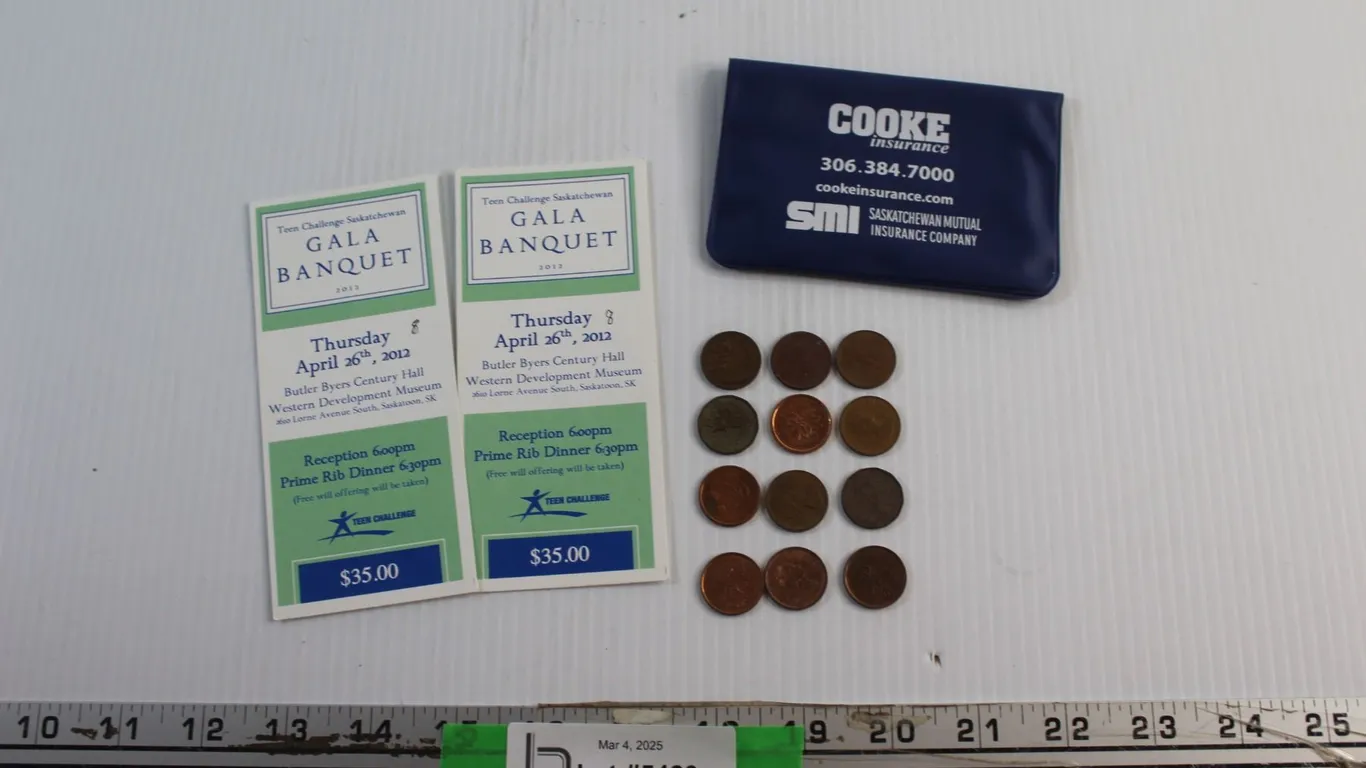 Teen Challenge Saskatchewan
GALA
BANQUET
2012
Thursday 8
April 26th, 2012
Butler Byers Century Hall
Western Development Museum
2610 Lorne Avenue South, Saskatoon, SK
Reception 6:00pm
Prime Rib Dinner 6:30pm
(Free will offering will be taken)
TEEN CHALLENGE
$35.00
Teen Challenge Saskatchewan
GALA
BANQUET
2012
Thursday 8
April 26th, 2012
Butler Byers Century Hall
Western Development Museum
2610 Lorne Avenue South, Saskatoon, SK
Reception 6:00pm
Prime Rib Dinner 6:30pm
(Free will offering will be taken)
TEEN CHALLENGE
$35.00
COOKE
insurance
306.384.7000
cookeinsurance.com
SMI SASKATCHEWAN MUTUAL
INSURANCE COMPANY
10 11 12 13 14 15 18 19 20 21 22 23 24 25
Mar 4, 2025